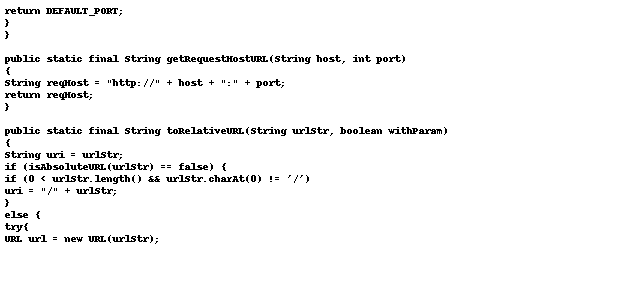 return DEFAULT_PORT;
}
}
public static final String getRequestHostURL(String host, int port)
{
String reqHost = "http://" + host + ":" + port;
return reqHost;
}
public static final String toRelativeURL(String urlStr, boolean withParam)
{
String uri = urlStr;
if (isAbsoluteURL(urlStr) == false) {
if (0 < urlStr.length() && urlStr.charAt(0) != '/')
uri = "/" + urlStr;
}
else {
try{
URL url = new URL(urlStr);